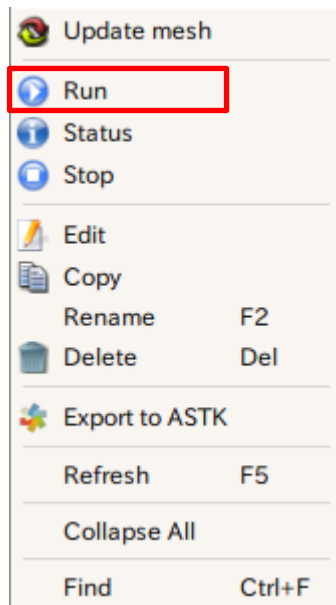 Update mesh
Run
Status
Stop
Edit
Copy
Rename F2
Delete Del
Export to ASTK
Refresh F5
Collapse All
Find Ctrl+F